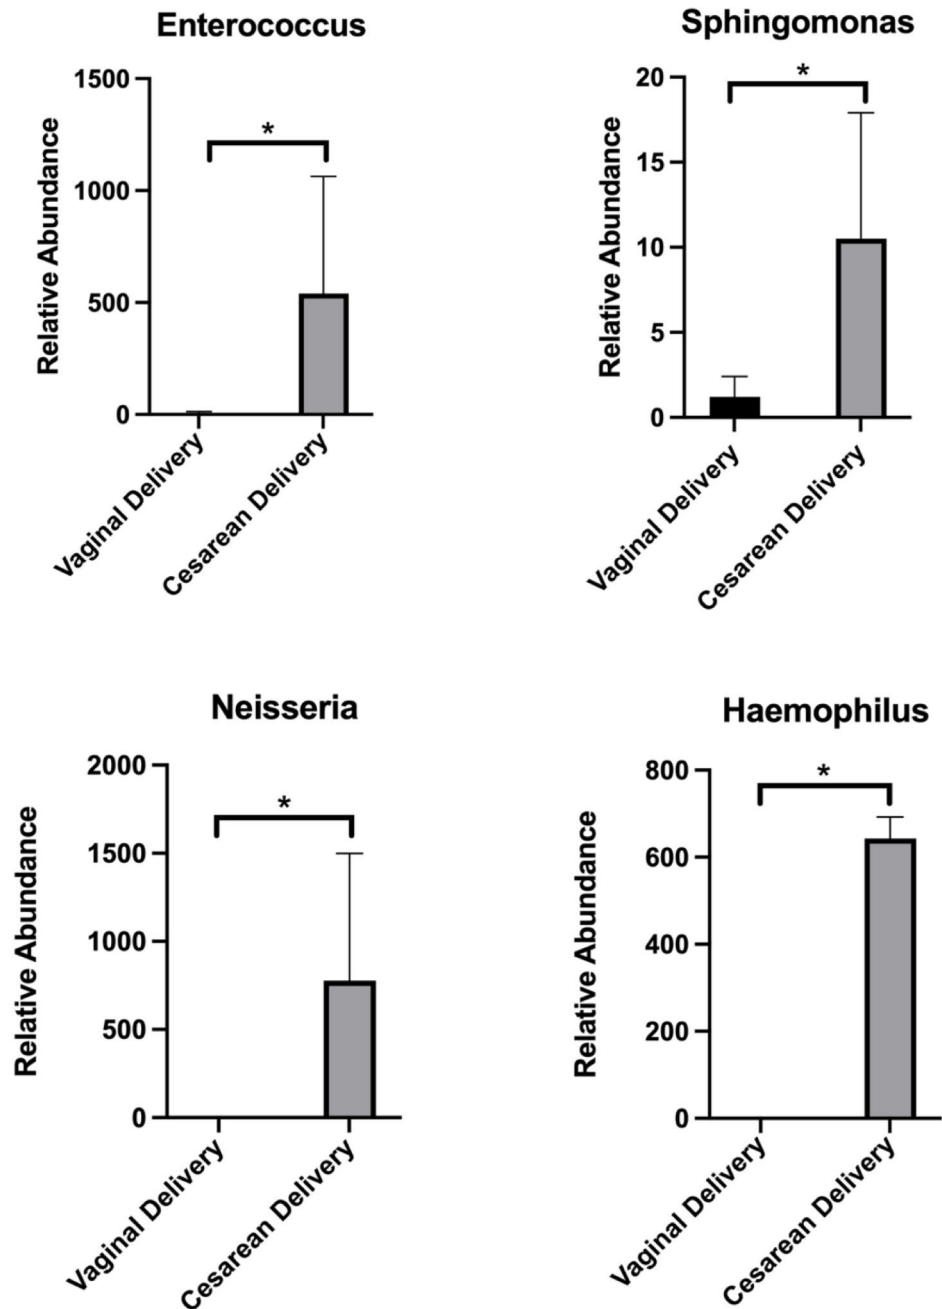 Enterococcus
Relative Abundance
1500
1000
500
0
*
Vaginal Delivery
Cesarean Delivery
Sphingomonas
Relative Abundance
20
15
10
5
0
*
Vaginal Delivery
Cesarean Delivery
Neisseria
Relative Abundance
2000
1500
1000
500
0
*
Vaginal Delivery
Cesarean Delivery
Haemophilus
Relative Abundance
800
600
400
200
0
*
Vaginal Delivery
Cesarean Delivery